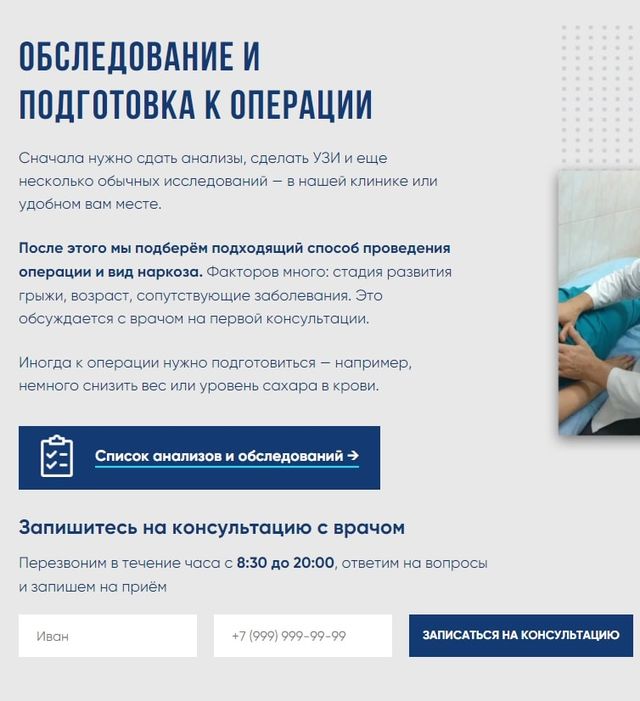 ОБСЛЕДОВАНИЕ И
ПОДГОТОВКА К ОПЕРАЦИИ
Сначала нужно сдать анализы, сделать УЗИ и еще
несколько обычных исследований — в нашей клинике или
удобном вам месте.
После этого мы подберём подходящий способ проведения
операции и вид наркоза. Факторов много: стадия развития
грыжи, возраст, сопутствующие заболевания. Это
обсуждается с врачом на первой консультации.
Иногда к операции нужно подготовиться — например,
немного снизить вес или уровень сахара в крови.
Список анализов и обследований →
Запишитесь на консультацию с врачом
Перезвоним в течение часа с 8:30 до 20:00, ответим на вопросы
и запишем на приём
Иван
+7 (999) 999-99-99
ЗАПИСАТЬСЯ НА КОНСУЛЬТАЦИЮ